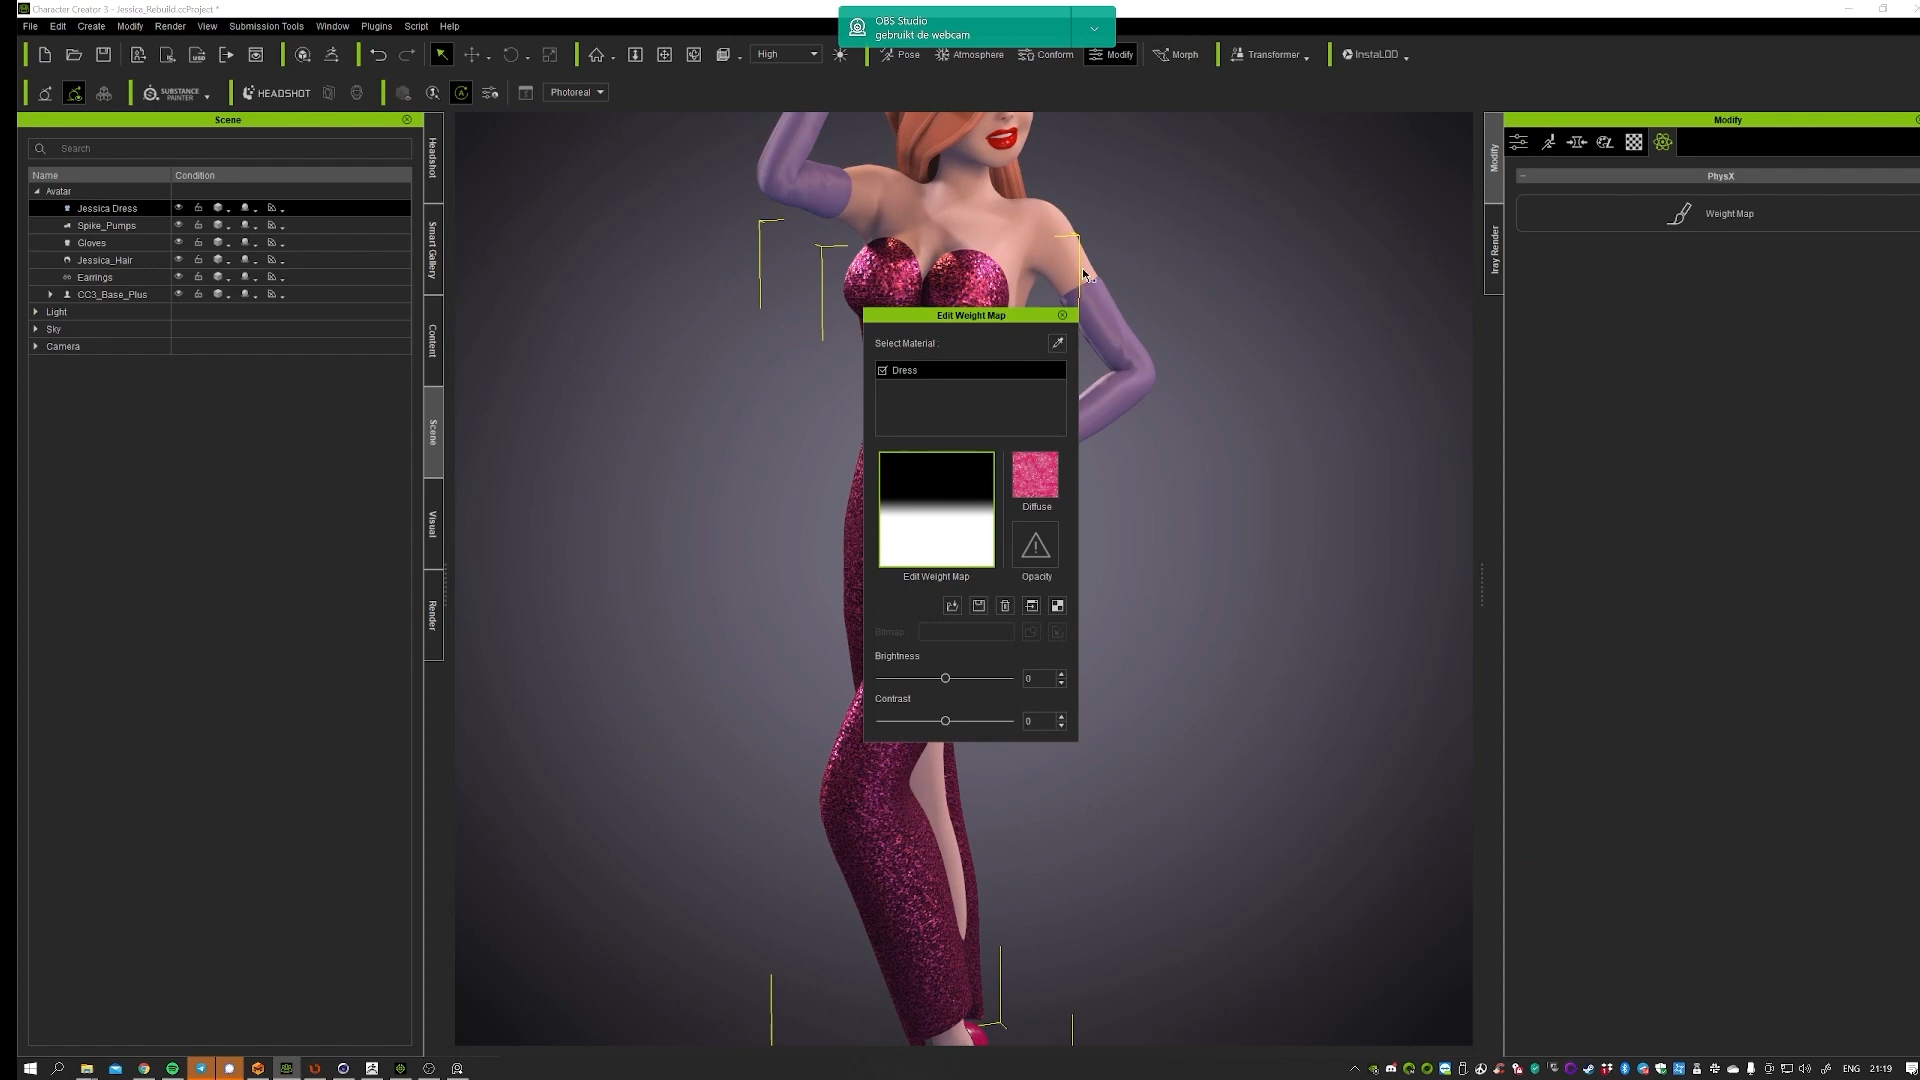 Character Creator 3 - Jessica_Rebuild.ccProject *
File Edit Create Modify Render View Submission Tools Window Plugins Script Help
OBS Studio
gebruikt de webcam
High
Pose Atmosphere Conform Modify Morph Transformer InstaLOD
SUBSTANCE
PAINTER
HEADSHOT
Photoreal
Scene
Search
Name Condition
Avatar
Jessica Dress
Spike_Pumps
Gloves
Jessica_Hair
Earrings
CC3_Base_Plus
Light
Sky
Camera
Headshot
Smart Gallery
Content
Scene
Visual
Render
Edit Weight Map
Select Material :
Dress
Diffuse
Edit Weight Map
Opacity
Bitmap :
Brightness
0
Contrast
0
Modify
Iray Render
Modify
PhysX
Weight Map
ENG 21:19